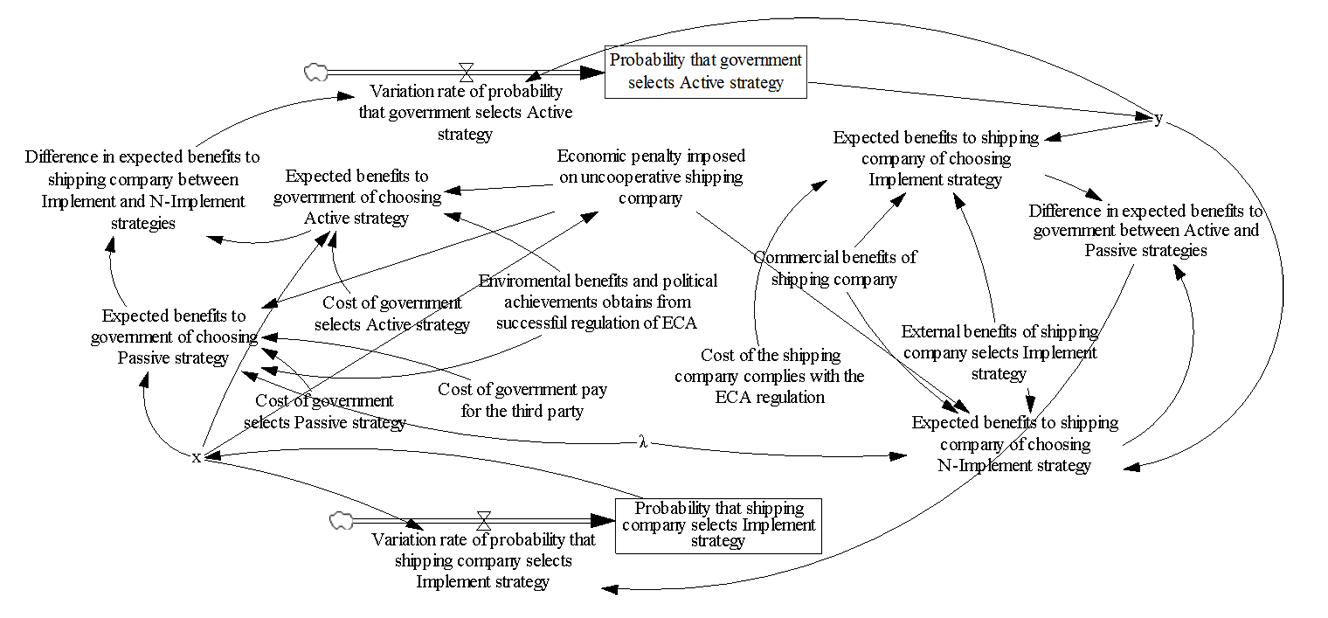 Probability that government
selects Active strategy
Variation rate of probability
that government selects Active
strategy
y
Difference in expected benefits to
shipping company between
Implement and N-Implement
strategies
Expected benefits to
government of choosing
Active strategy
Economic penalty imposed
on uncooperative shipping
company
Expected benefits to shipping
company of choosing
Implement strategy
Difference in expected benefits to
government between Active and
Passive strategies
Commercial benefits of
shipping company
Enviromental benefits and political
achievements obtains from
successful regulation of ECA
Cost of government
selects Active strategy
Expected benefits to
government of choosing
Passive strategy
External benefits of shipping
company selects Implement
strategy
Cost of the shipping
company complies with the
ECA regulation
Cost of government pay
for the third party
Cost of government
selects Passive strategy
Expected benefits to shipping
company of choosing
N-Implement strategy
λ
x
Probability that shipping
company selects Implement
strategy
Variation rate of probability that
shipping company selects
Implement strategy